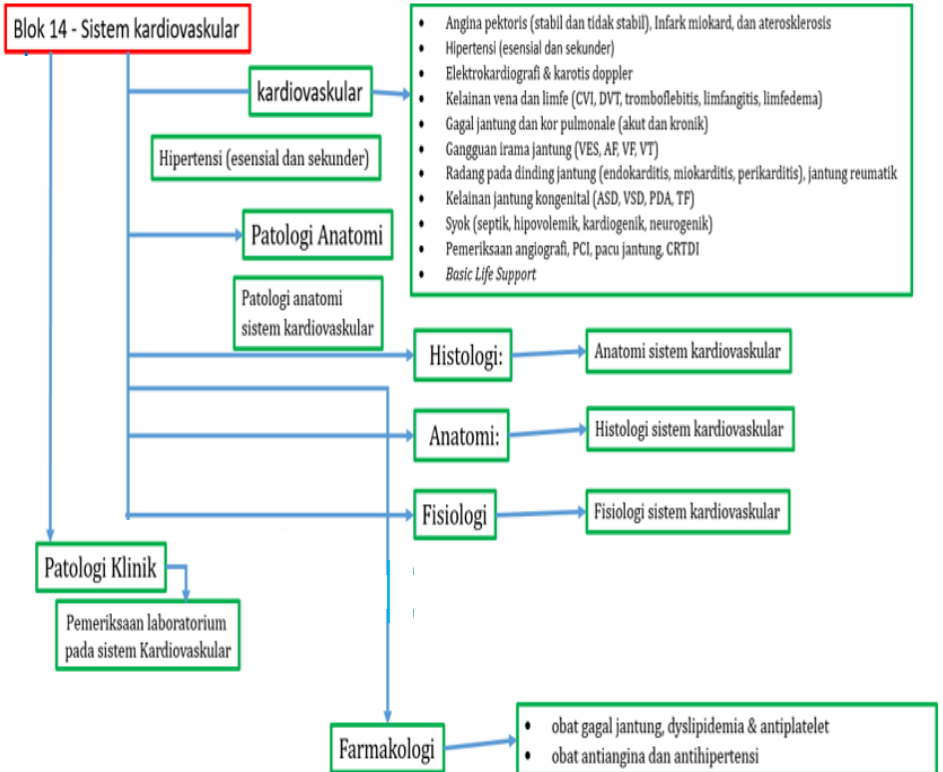 Blok 14 - Sistem kardiovaskular
kardiovaskular
• Angina pektoris (stabil dan tidak stabil), Infark miokard, dan aterosklerosis
• Hipertensi (esensial dan sekunder)
• Elektrokardiografi & karotis doppler
• Kelainan vena dan limfe (CVI, DVT, tromboflebitis, limfangitis, limfedema)
• Gagal jantung dan kor pulmonale (akut dan kronik)
• Gangguan irama jantung (VES, AF, VF, VT)
• Radang pada dinding jantung (endokarditis, miokarditis, perikarditis), jantung reumatik
• Kelainan jantung kongenital (ASD, VSD, PDA, TF)
• Syok (septik, hipovolemik, kardiogenik, neurogenik)
• Pemeriksaan angiografi, PCI, pacu jantung, CRTDI
• Basic Life Support
Hipertensi (esensial dan sekunder)
Patologi Anatomi
Patologi anatomi
sistem kardiovaskular
Histologi:
Anatomi sistem kardiovaskular
Anatomi:
Histologi sistem kardiovaskular
Fisiologi
Fisiologi sistem kardiovaskular
Patologi Klinik
Pemeriksaan laboratorium
pada sistem Kardiovaskular
Farmakologi
• obat gagal jantung, dyslipidemia & antiplatelet
• obat antiangina dan antihipertensi